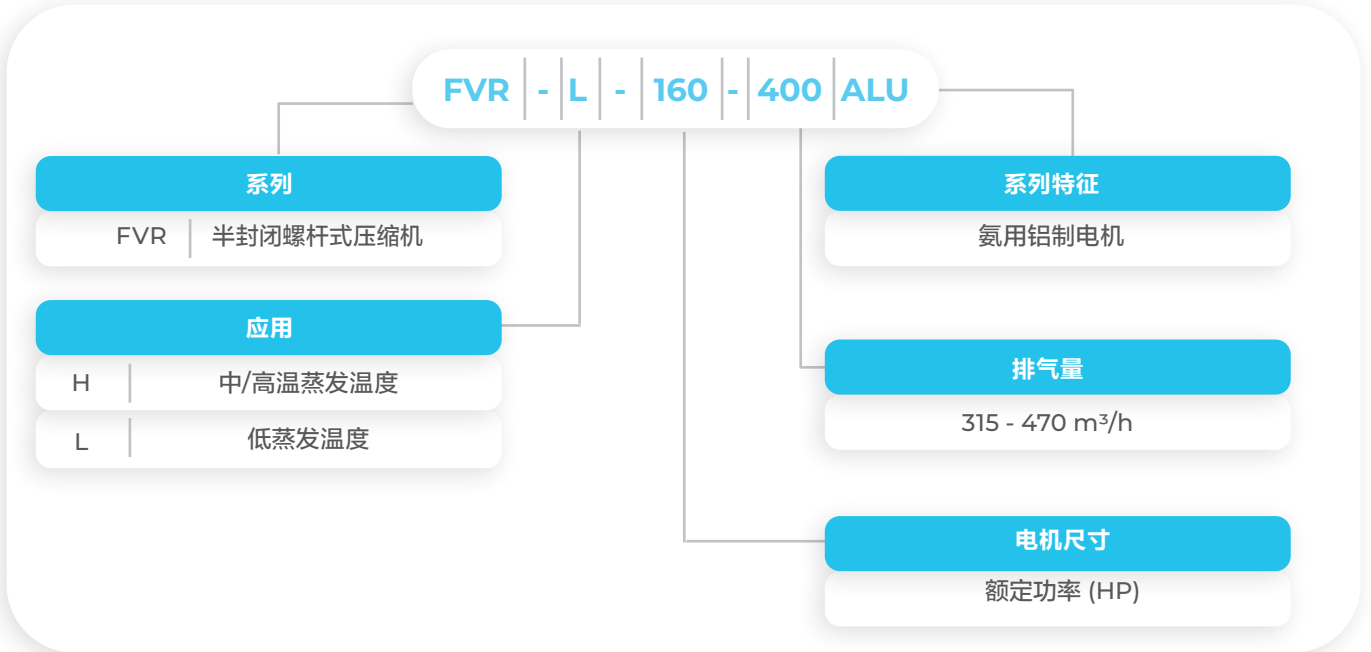 FVR - L - 160 - 400 ALU
系列
FVR 半封闭螺杆式压缩机
应用
H 中/高温蒸发温度
L 低蒸发温度
系列特征
氨用铝制电机
排气量
315 - 470 m³/h
电机尺寸
额定功率 (HP)